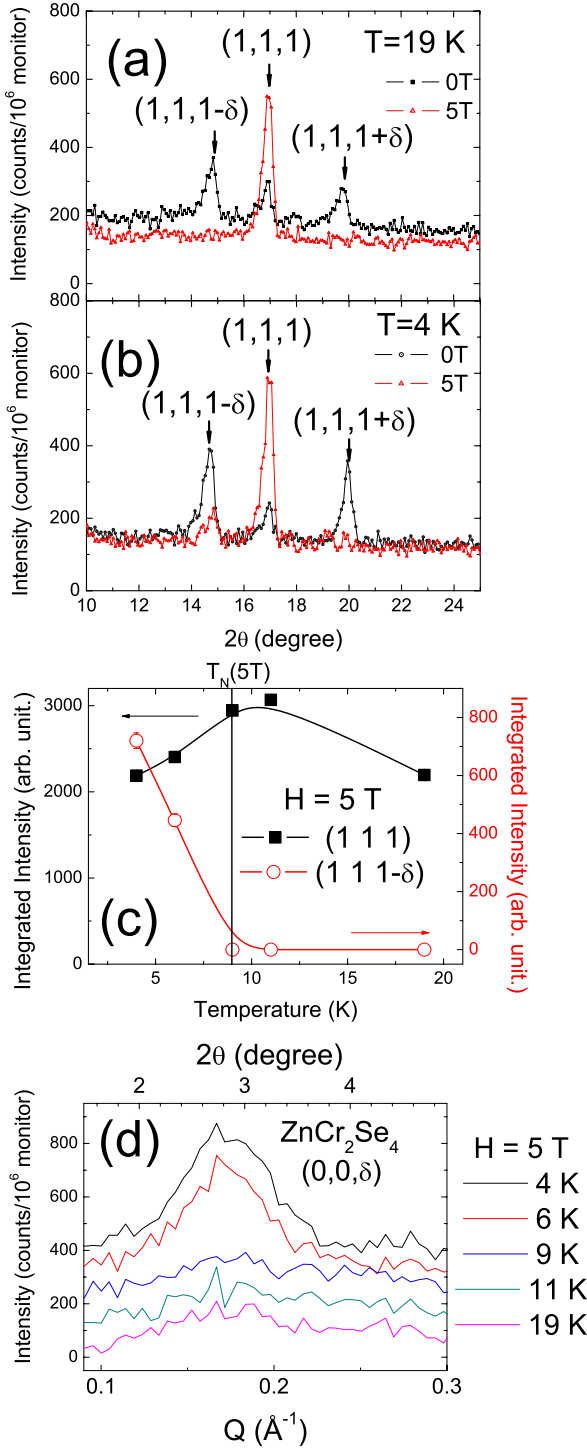 800
(a)
T=19 K
(1,1,1)
0T
5T
(1,1,1-δ)
(1,1,1+δ)
600
400
200
0
Intensity (counts/10⁶ monitor)
800
(b)
T=4 K
(1,1,1)
0T
5T
(1,1,1-δ)
(1,1,1+δ)
600
400
200
0
Intensity (counts/10⁶ monitor)
10 12 14 16 18 20 22 24
2θ (degree)
T_N(5T)
3000
2000
1000
0
Integrated Intensity (arb. unit.)
800
600
400
200
0
Integrated Intensity (arb. unit.)
H = 5 T
(1 1 1)
(1 1 1-δ)
(c)
5 10 15 20
Temperature (K)
2θ (degree)
2 3 4
(d)
ZnCr₂Se₄
(0,0,δ)
800
600
400
200
0
Intensity (counts/10⁶ monitor)
H = 5 T
4 K
6 K
9 K
11 K
19 K
0.1 0.2 0.3
Q (Å⁻¹)